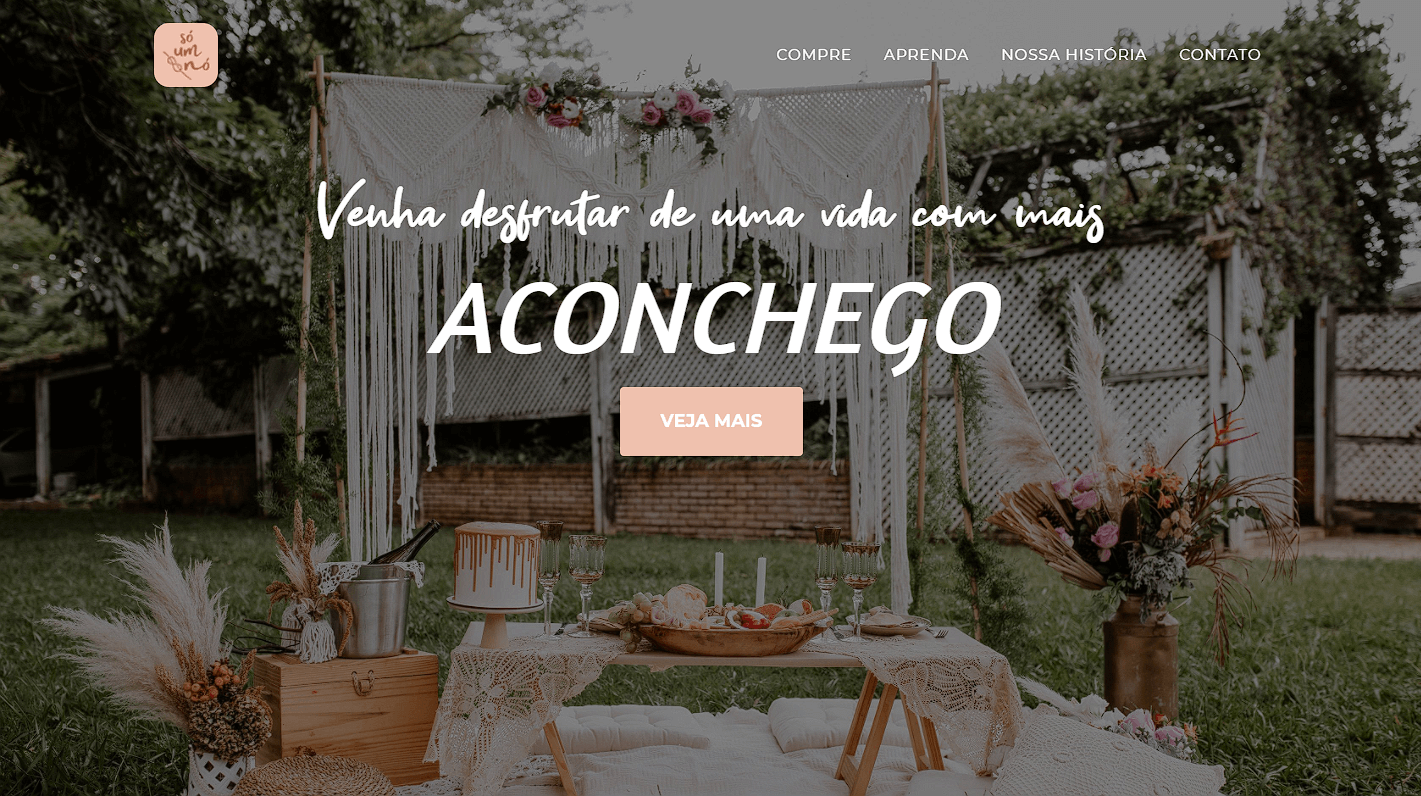 só
um
nó
COMPRE APRENDA NOSSA HISTÓRIA CONTATO
Venha desfrutar de uma vida com mais
ACONCHEGO
VEJA MAIS